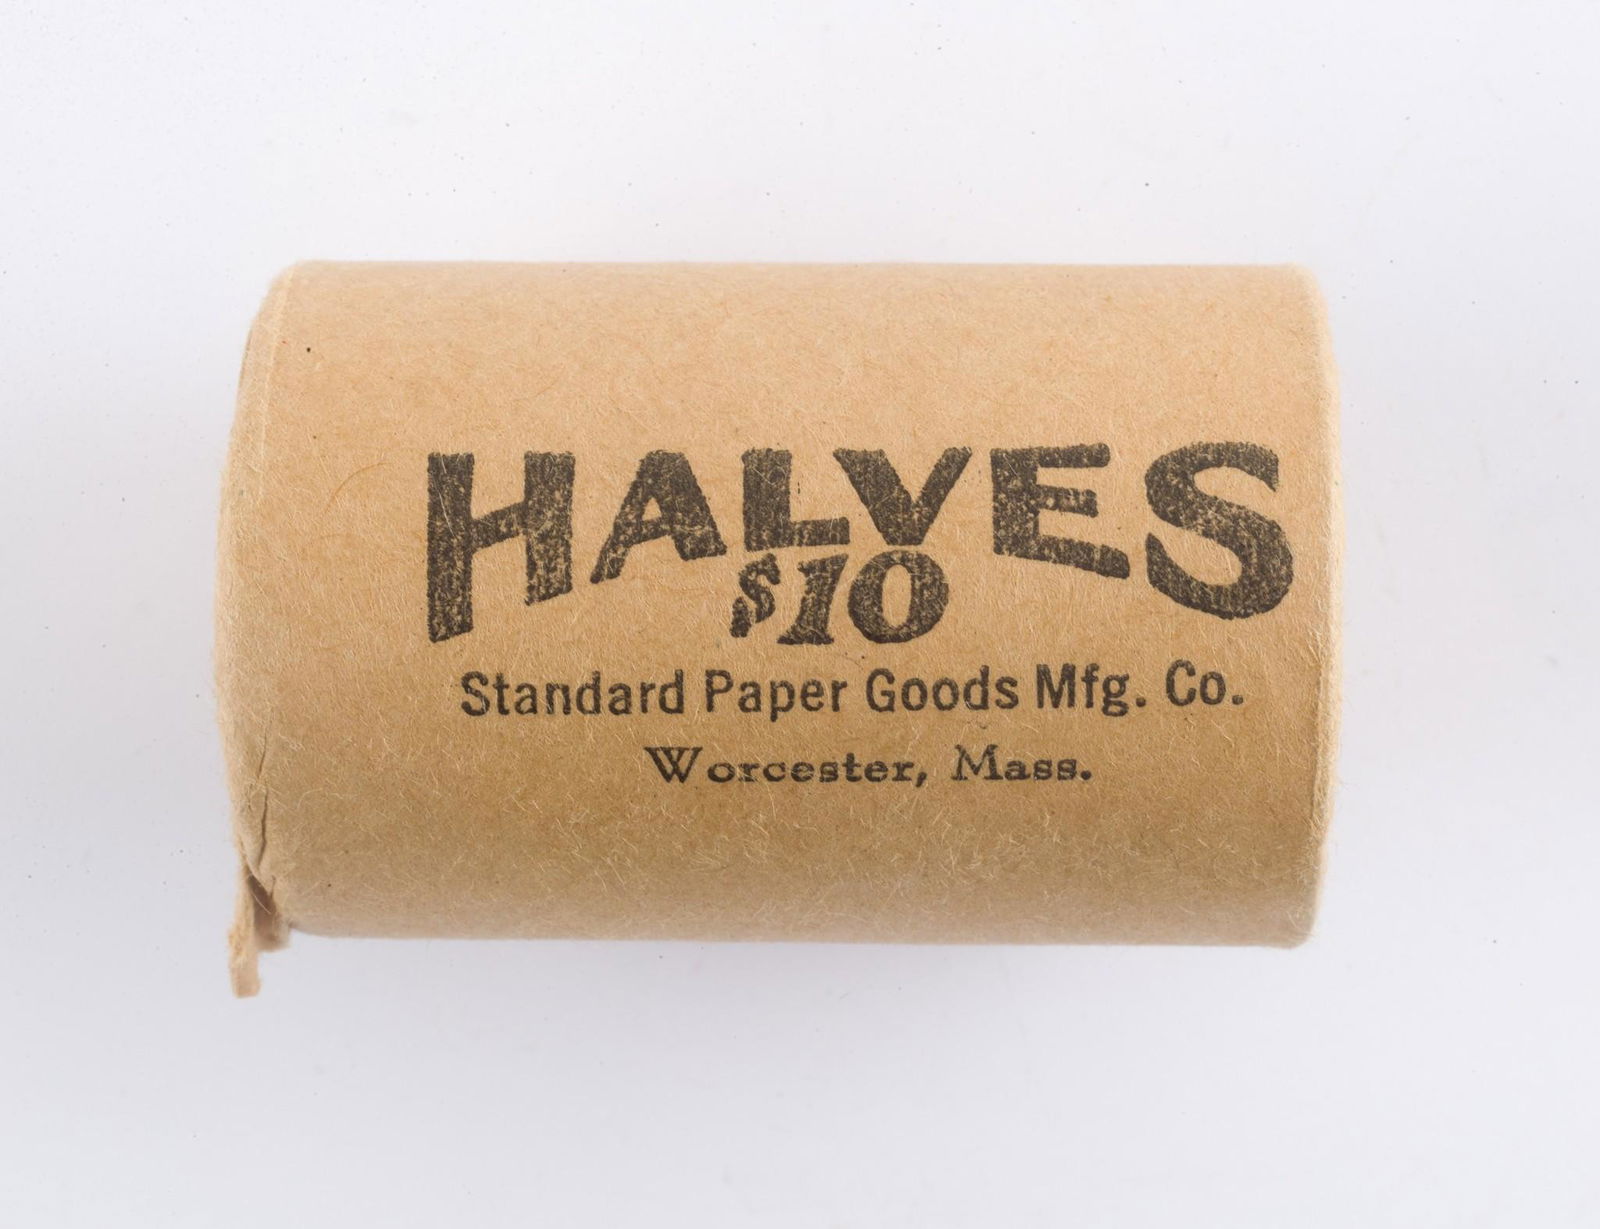 HALVES
$10
Standard Paper Goods Mfg. Co.
Worcester, Mass.